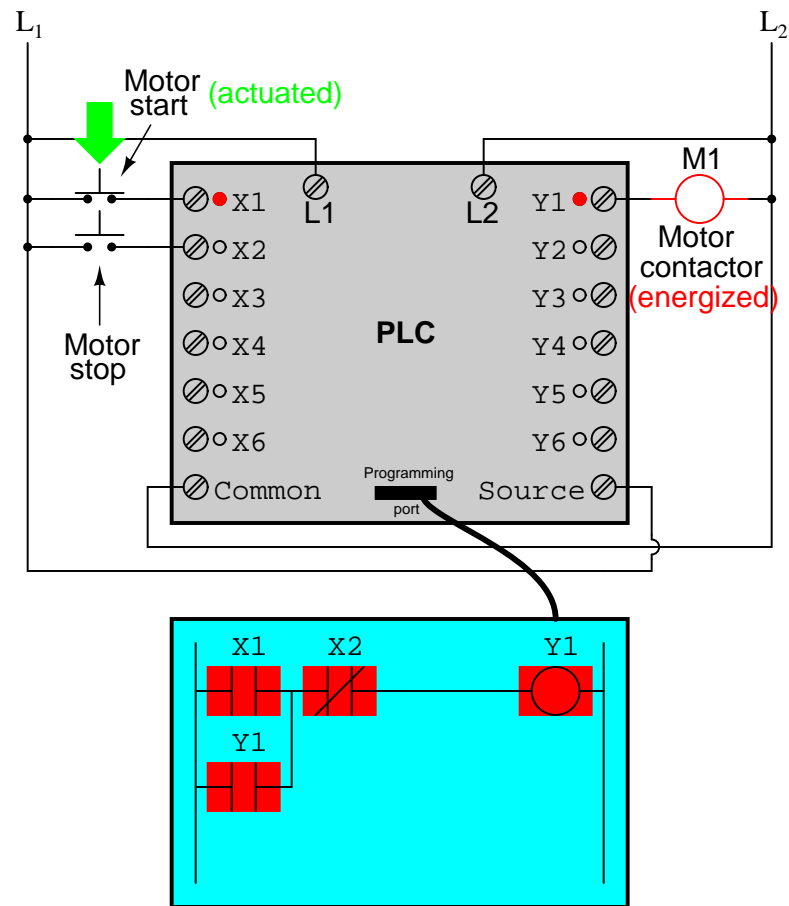 L1
L2
Motor
start
(actuated)
M1
X1
L1
L2
Y1
X2
Y2
Motor
contactor
(energized)
X3
Y3
Motor
stop
X4
PLC
Y4
X5
Y5
X6
Y6
Programming
port
Common
Source
X1
X2
Y1
Y1